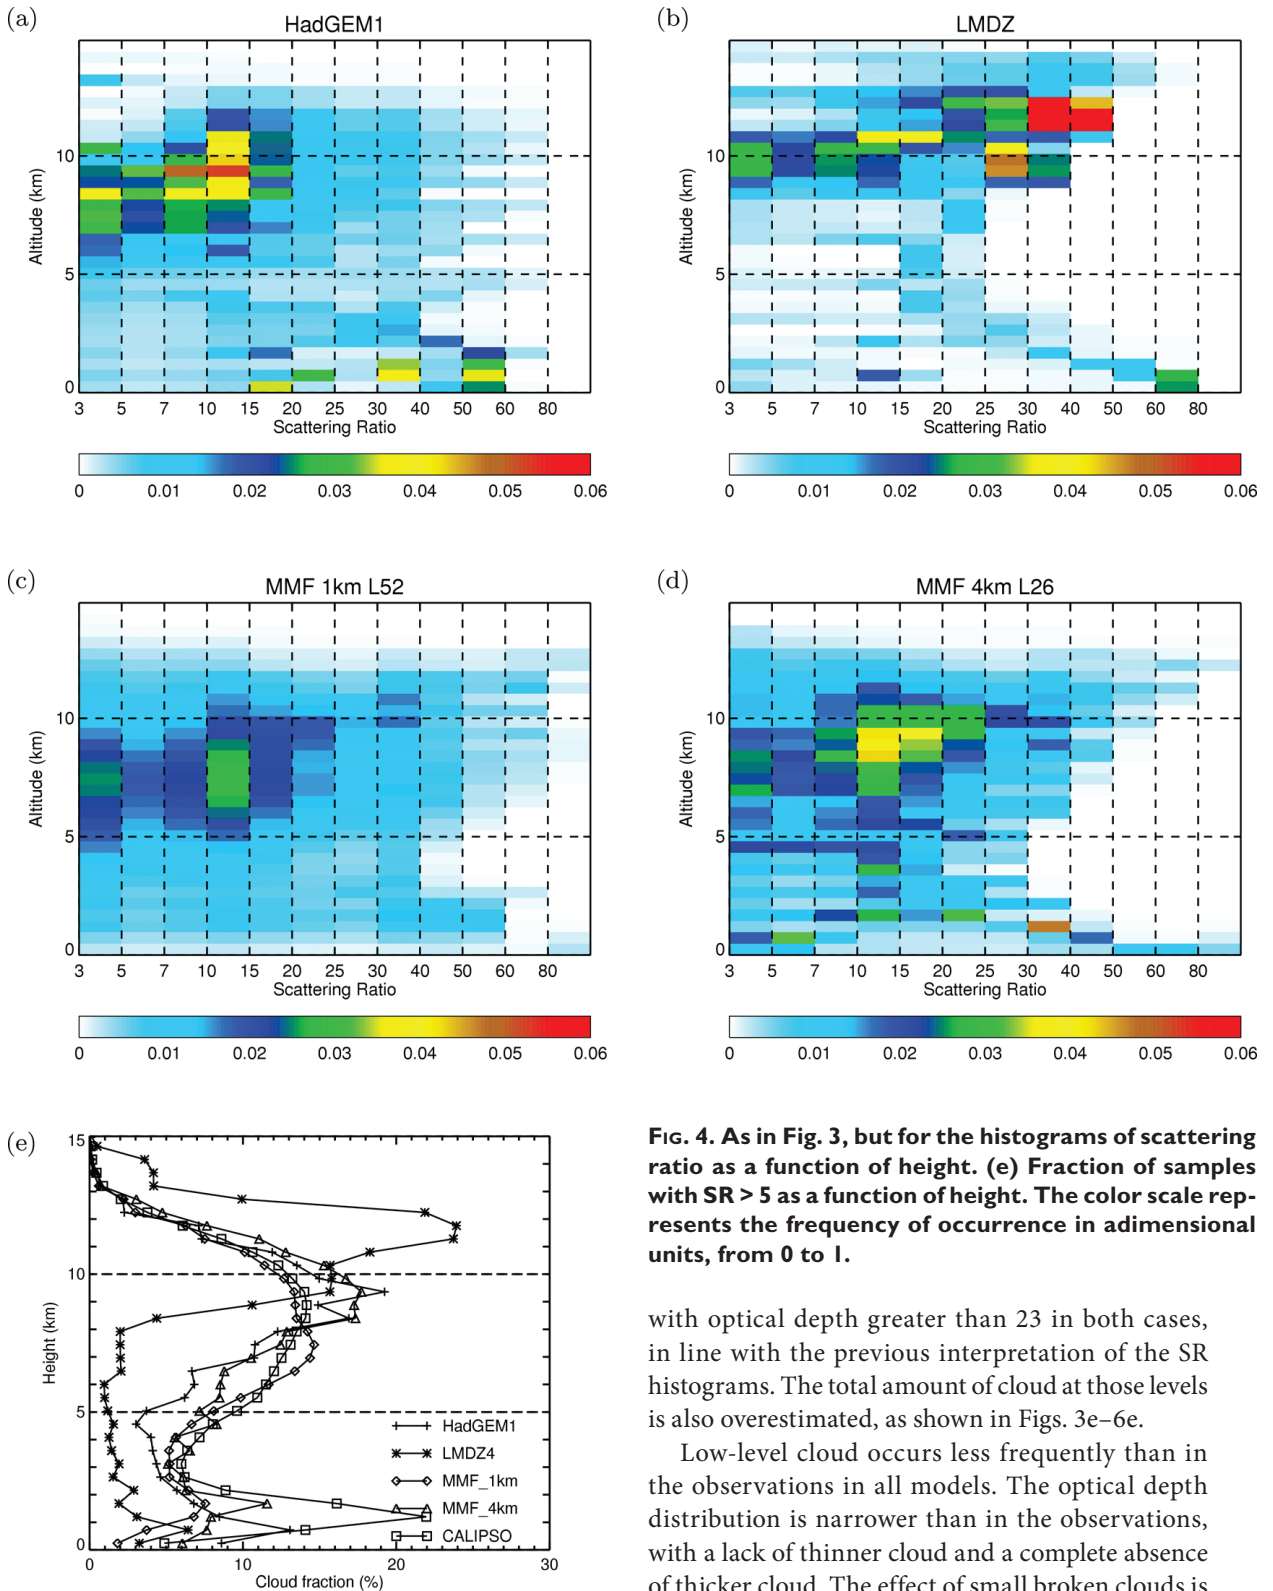 (a)
HadGEM1
Altitude (km)
10
5
0
3 5 7 10 15 20 25 30 40 50 60 80
Scattering Ratio
0 0.01 0.02 0.03 0.04 0.05 0.06
(b)
LMDZ
Altitude (km)
10
5
0
3 5 7 10 15 20 25 30 40 50 60 80
Scattering Ratio
0 0.01 0.02 0.03 0.04 0.05 0.06
(c)
MMF 1km L52
Altitude (km)
10
5
0
3 5 7 10 15 20 25 30 40 50 60 80
Scattering Ratio
0 0.01 0.02 0.03 0.04 0.05 0.06
(d)
MMF 4km L26
Altitude (km)
10
5
0
3 5 7 10 15 20 25 30 40 50 60 80
Scattering Ratio
0 0.01 0.02 0.03 0.04 0.05 0.06
(e)
Height (km)
15
10
5
0
HadGEM1
LMDZ4
MMF_1km
MMF_4km
CALIPSO
0 10 20 30
Cloud fraction (%)
FIG. 4. As in Fig. 3, but for the histograms of scattering
ratio as a function of height. (e) Fraction of samples
with SR > 5 as a function of height. The color scale rep-
resents the frequency of occurrence in adimensional
units, from 0 to 1.
with optical depth greater than 23 in both cases,
in line with the previous interpretation of the SR
histograms. The total amount of cloud at those levels
is also overestimated, as shown in Figs. 3e–6e.
Low-level cloud occurs less frequently than in
the observations in all models. The optical depth
distribution is narrower than in the observations,
with a lack of thinner cloud and a complete absence
of thicker cloud. The effect of small broken clouds is